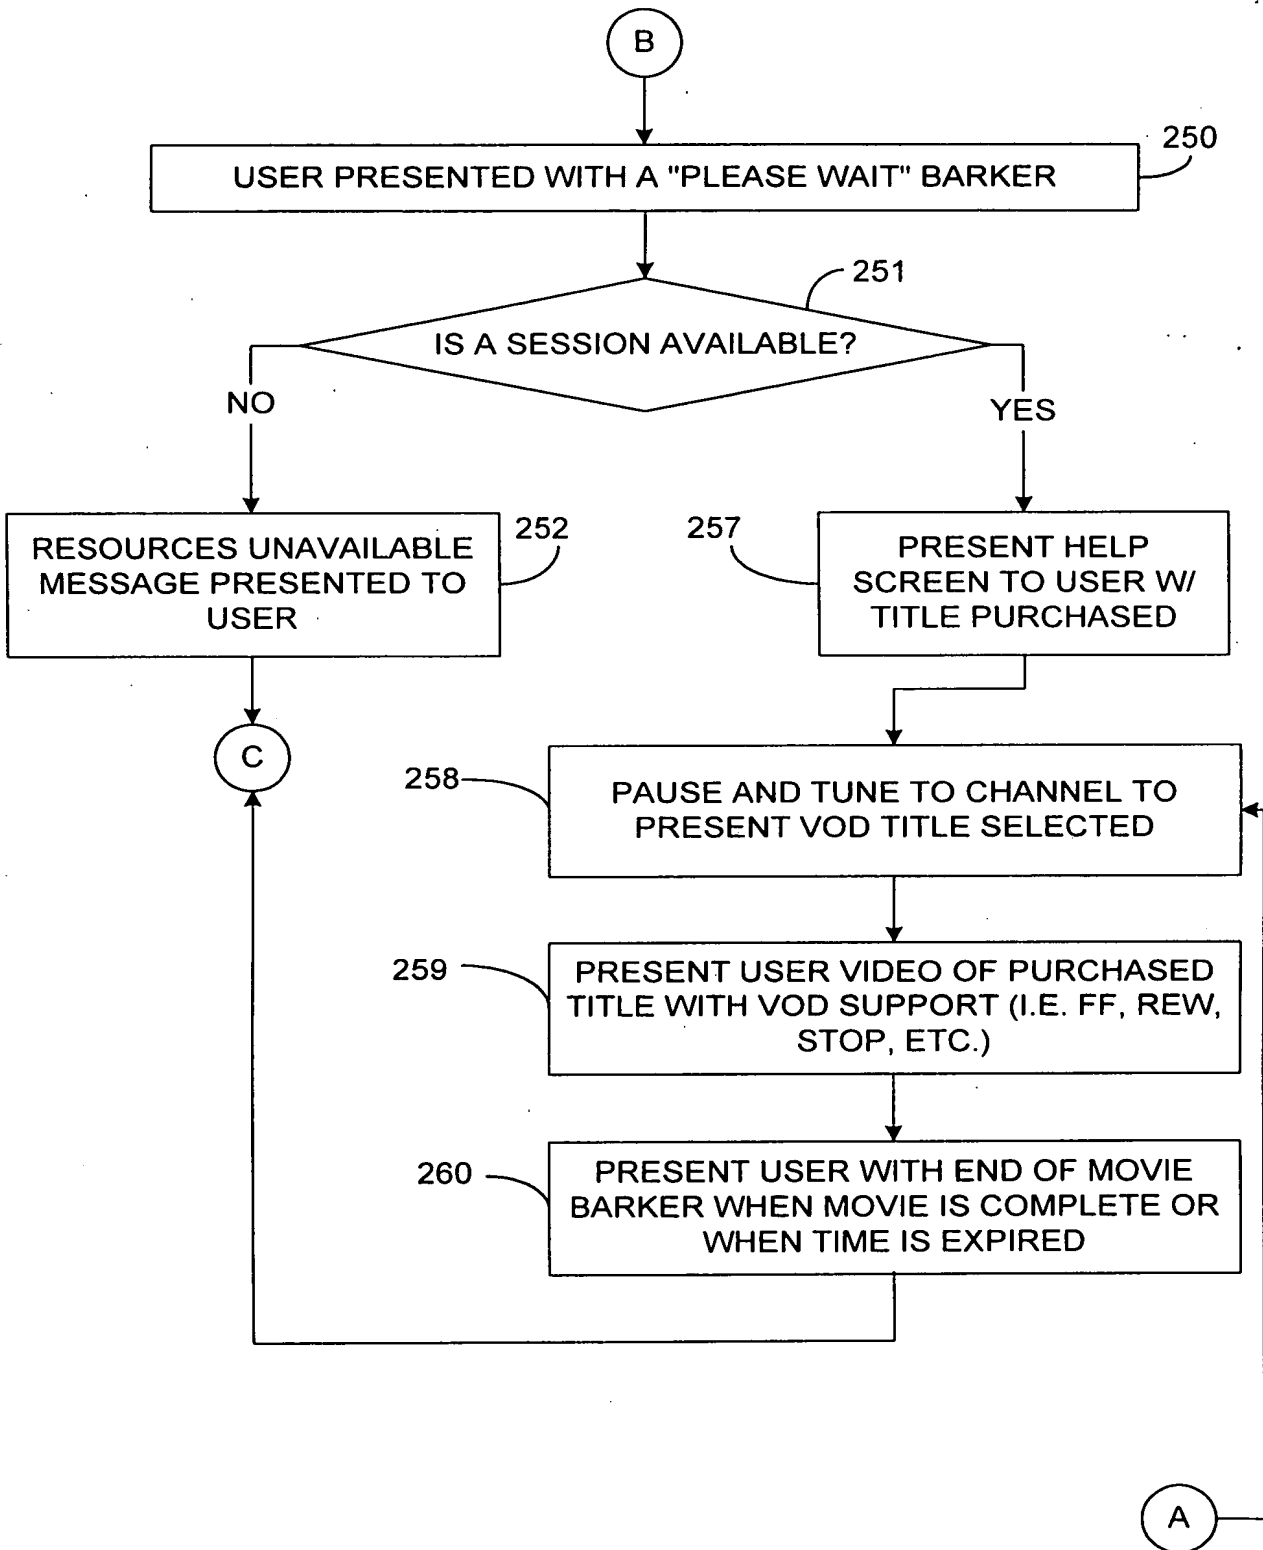 B
250
USER PRESENTED WITH A "PLEASE WAIT" BARKER
251
IS A SESSION AVAILABLE?
NO
YES
252
RESOURCES UNAVAILABLE
MESSAGE PRESENTED TO
USER
257
PRESENT HELP
SCREEN TO USER W/
TITLE PURCHASED
C
258
PAUSE AND TUNE TO CHANNEL TO
PRESENT VOD TITLE SELECTED
259
PRESENT USER VIDEO OF PURCHASED
TITLE WITH VOD SUPPORT (I.E. FF, REW,
STOP, ETC.)
260
PRESENT USER WITH END OF MOVIE
BARKER WHEN MOVIE IS COMPLETE OR
WHEN TIME IS EXPIRED
A